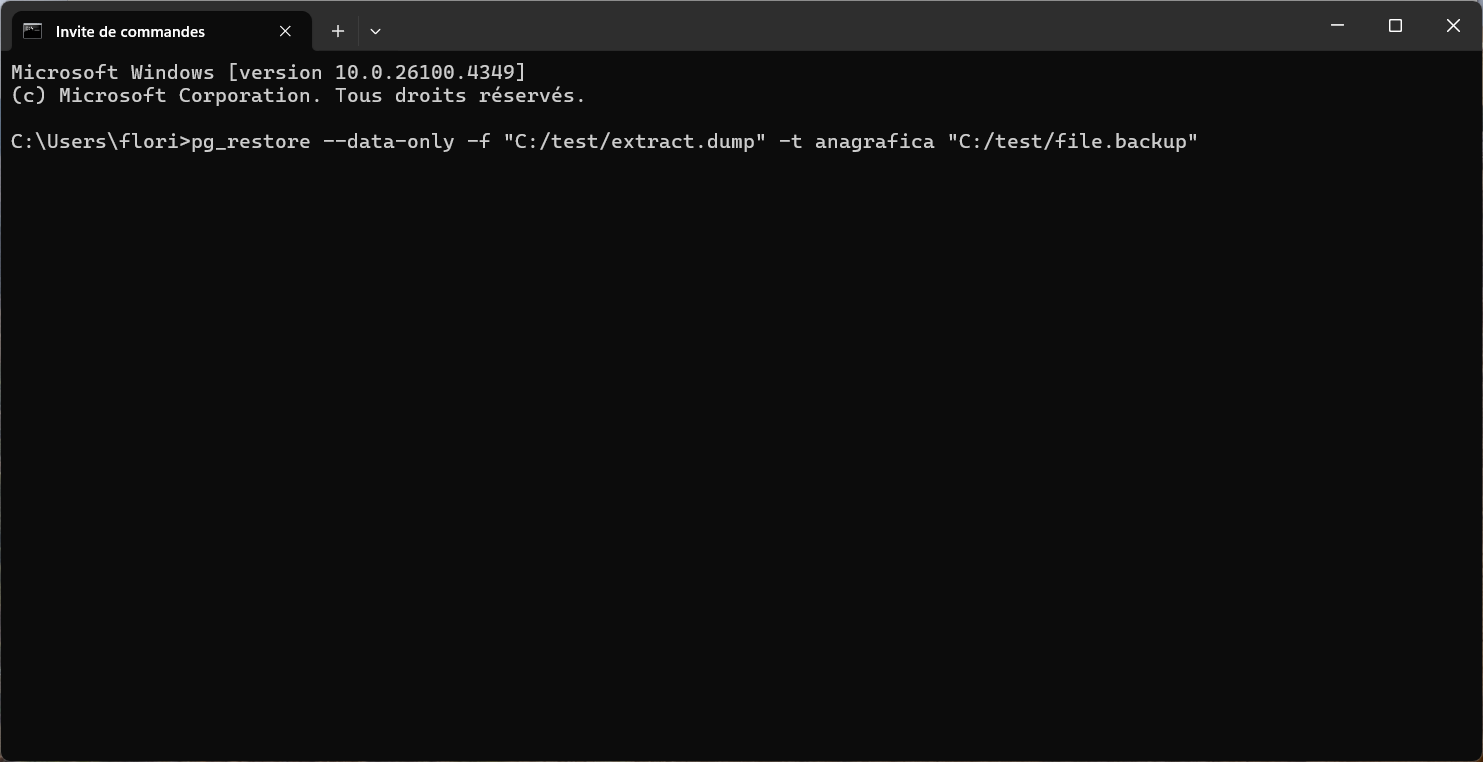 Invite de commandes
Microsoft Windows [version 10.0.26100.4349]
(c) Microsoft Corporation. Tous droits réservés.
C:\Users\flori>pg_restore --data-only -f "C:/test/extract.dump" -t anagrafica "C:/test/file.backup"